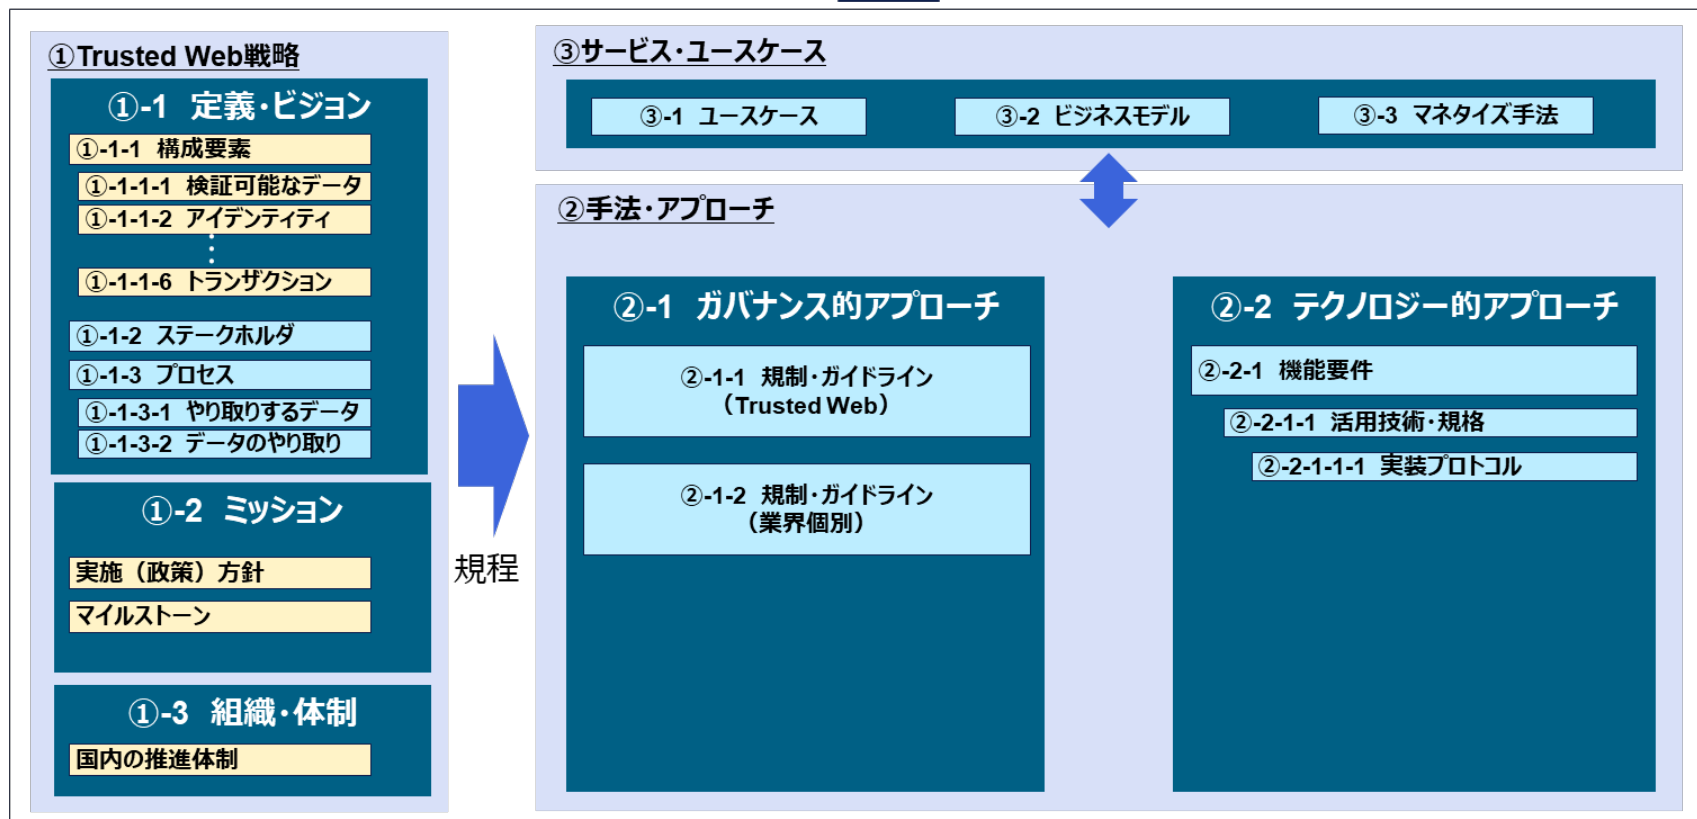 ①Trusted Web戦略
①-1 定義・ビジョン
①-1-1 構成要素
①-1-1-1 検証可能なデータ
①-1-1-2 アイデンティティ
⋮
①-1-1-6 トランザクション
①-1-2 ステークホルダ
①-1-3 プロセス
①-1-3-1 やり取りするデータ
①-1-3-2 データのやり取り
①-2 ミッション
実施（政策）方針
マイルストーン
①-3 組織・体制
国内の推進体制
規程
③サービス・ユースケース
③-1 ユースケース
③-2 ビジネスモデル
③-3 マネタイズ手法
②手法・アプローチ
②-1 ガバナンス的アプローチ
②-1-1 規制・ガイドライン
（Trusted Web）
②-1-2 規制・ガイドライン
（業界個別）
②-2 テクノロジー的アプローチ
②-2-1 機能要件
②-2-1-1 活用技術・規格
②-2-1-1-1 実装プロトコル